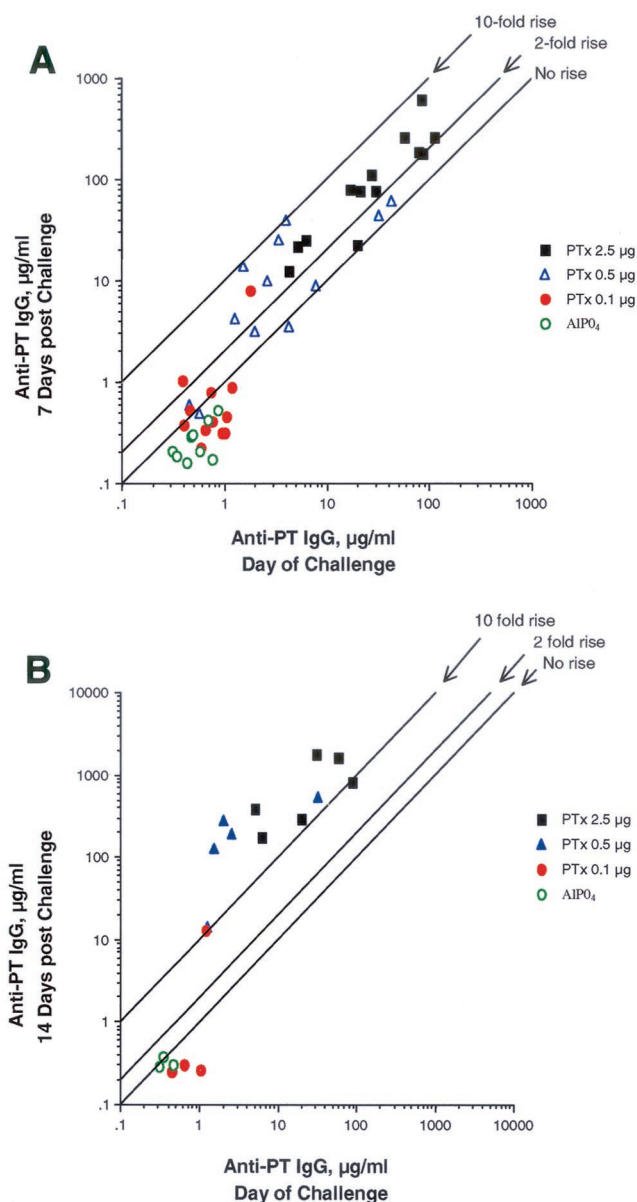 A
10-fold rise
2-fold rise
No rise
1000
100
10
1
.1
.1
1
10
100
1000
Anti-PT IgG, µg/ml
7 Days post Challenge
Anti-PT IgG, µg/ml
Day of Challenge
PTx 2.5 µg
PTx 0.5 µg
PTx 0.1 µg
AlPO4
B
10 fold rise
2 fold rise
No rise
10000
1000
100
10
1
.1
.1
1
10
100
1000
10000
Anti-PT IgG, µg/ml
14 Days post Challenge
Anti-PT IgG, µg/ml
Day of Challenge
PTx 2.5 µg
PTx 0.5 µg
PTx 0.1 µg
AlPO4